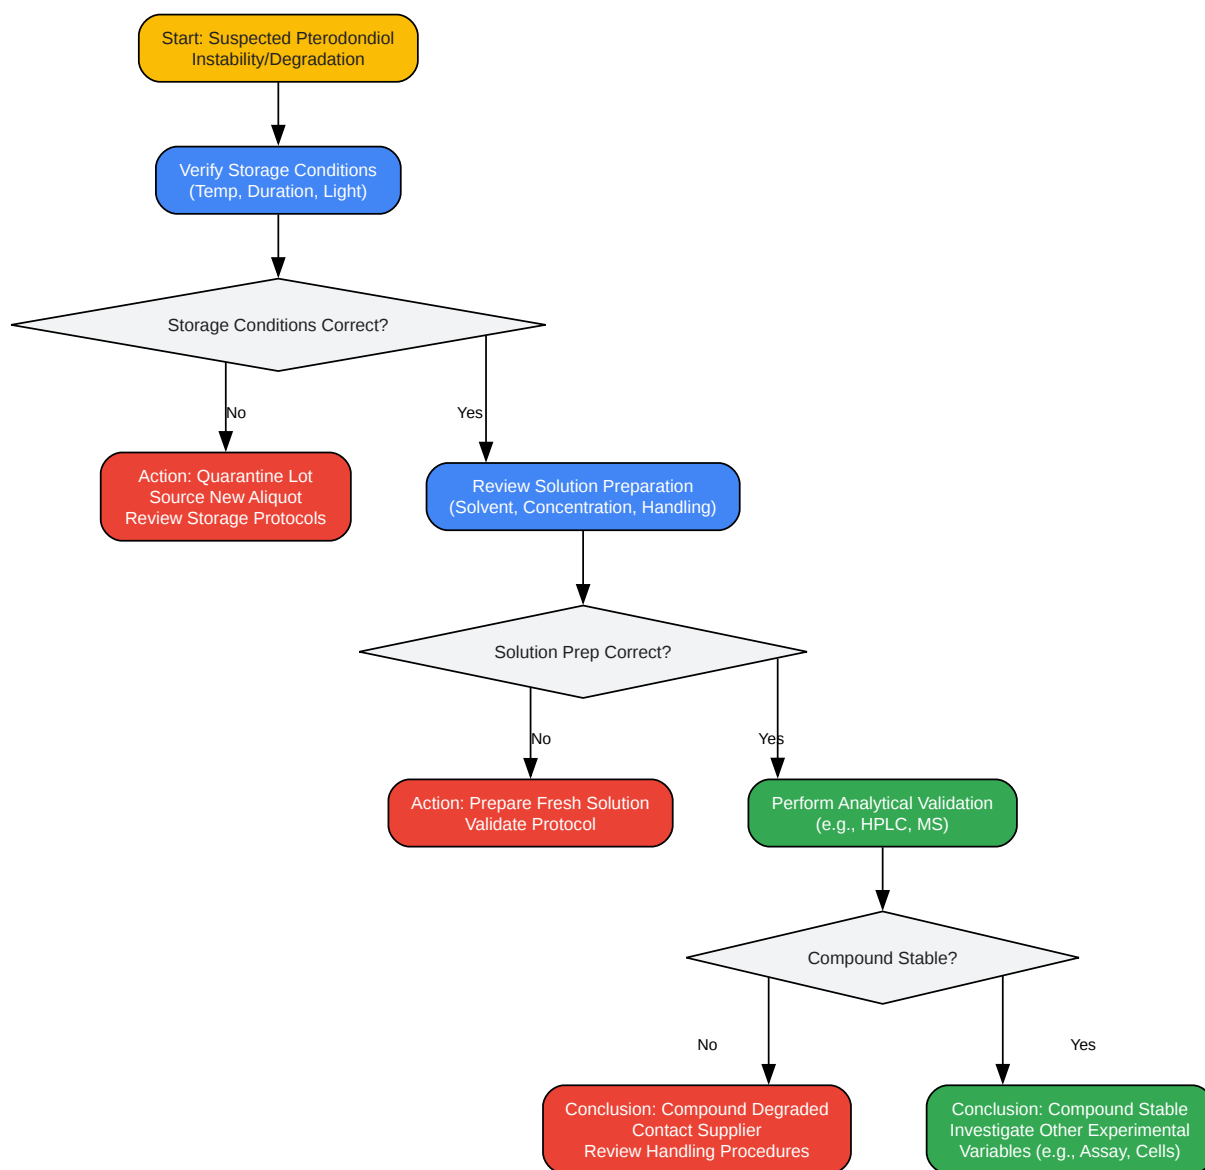 Start: Suspected Pterodondiol
Instability/Degradation
Verify Storage Conditions
(Temp, Duration, Light)
Storage Conditions Correct?
No
Yes
Action: Quarantine Lot
Source New Aliquot
Review Storage Protocols
Review Solution Preparation
(Solvent, Concentration, Handling)
Solution Prep Correct?
No
Yes
Action: Prepare Fresh Solution
Validate Protocol
Perform Analytical Validation
(e.g., HPLC, MS)
Compound Stable?
No
Yes
Conclusion: Compound Degraded
Contact Supplier
Review Handling Procedures
Conclusion: Compound Stable
Investigate Other Experimental
Variables (e.g., Assay, Cells)